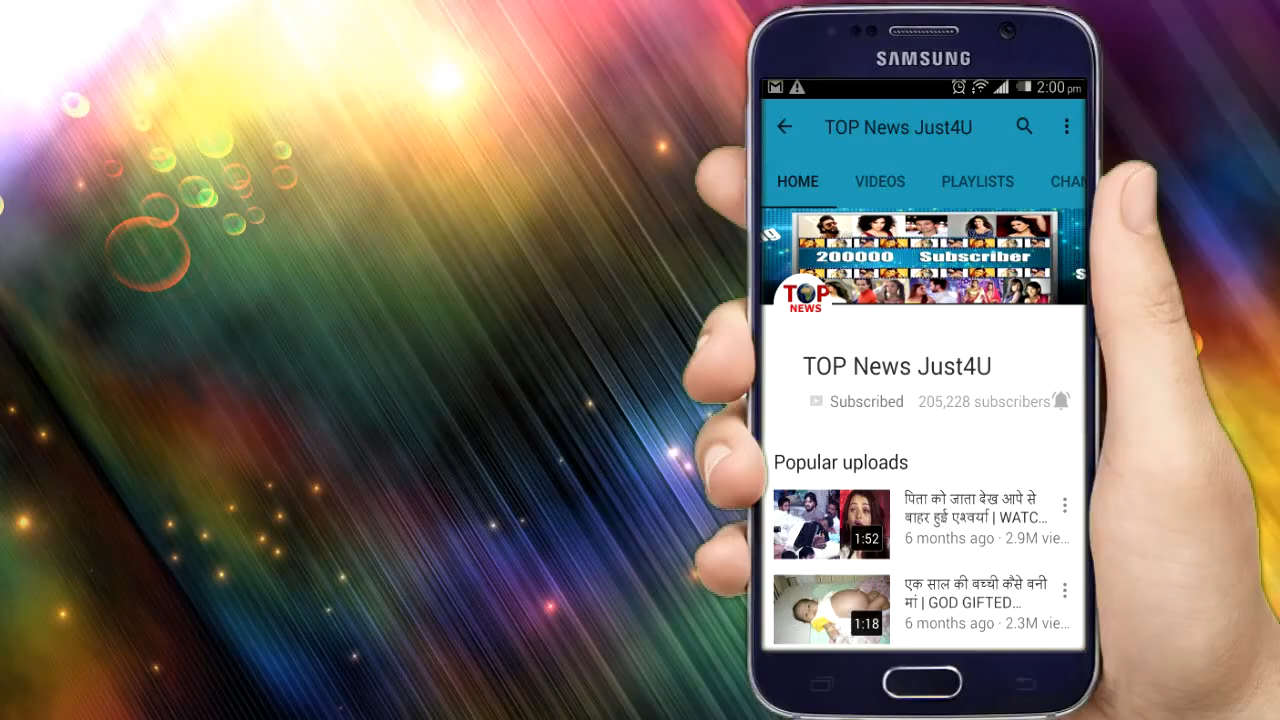 SAMSUNG
2:00 pm
TOP News Just4U
HOME VIDEOS PLAYLISTS CHAN
200000 Subscriber
TOP
NEWS
TOP News Just4U
Subscribed 205,228 subscribers
Popular uploads
पिता को जाता देख आपे से
बाहर हुई एश्वर्या | WATC...
1:52
6 months ago · 2.9M vie...
एक साल की बच्ची कैसे बनी
मां | GOD GIFTED...
1:18
6 months ago · 2.3M vie...